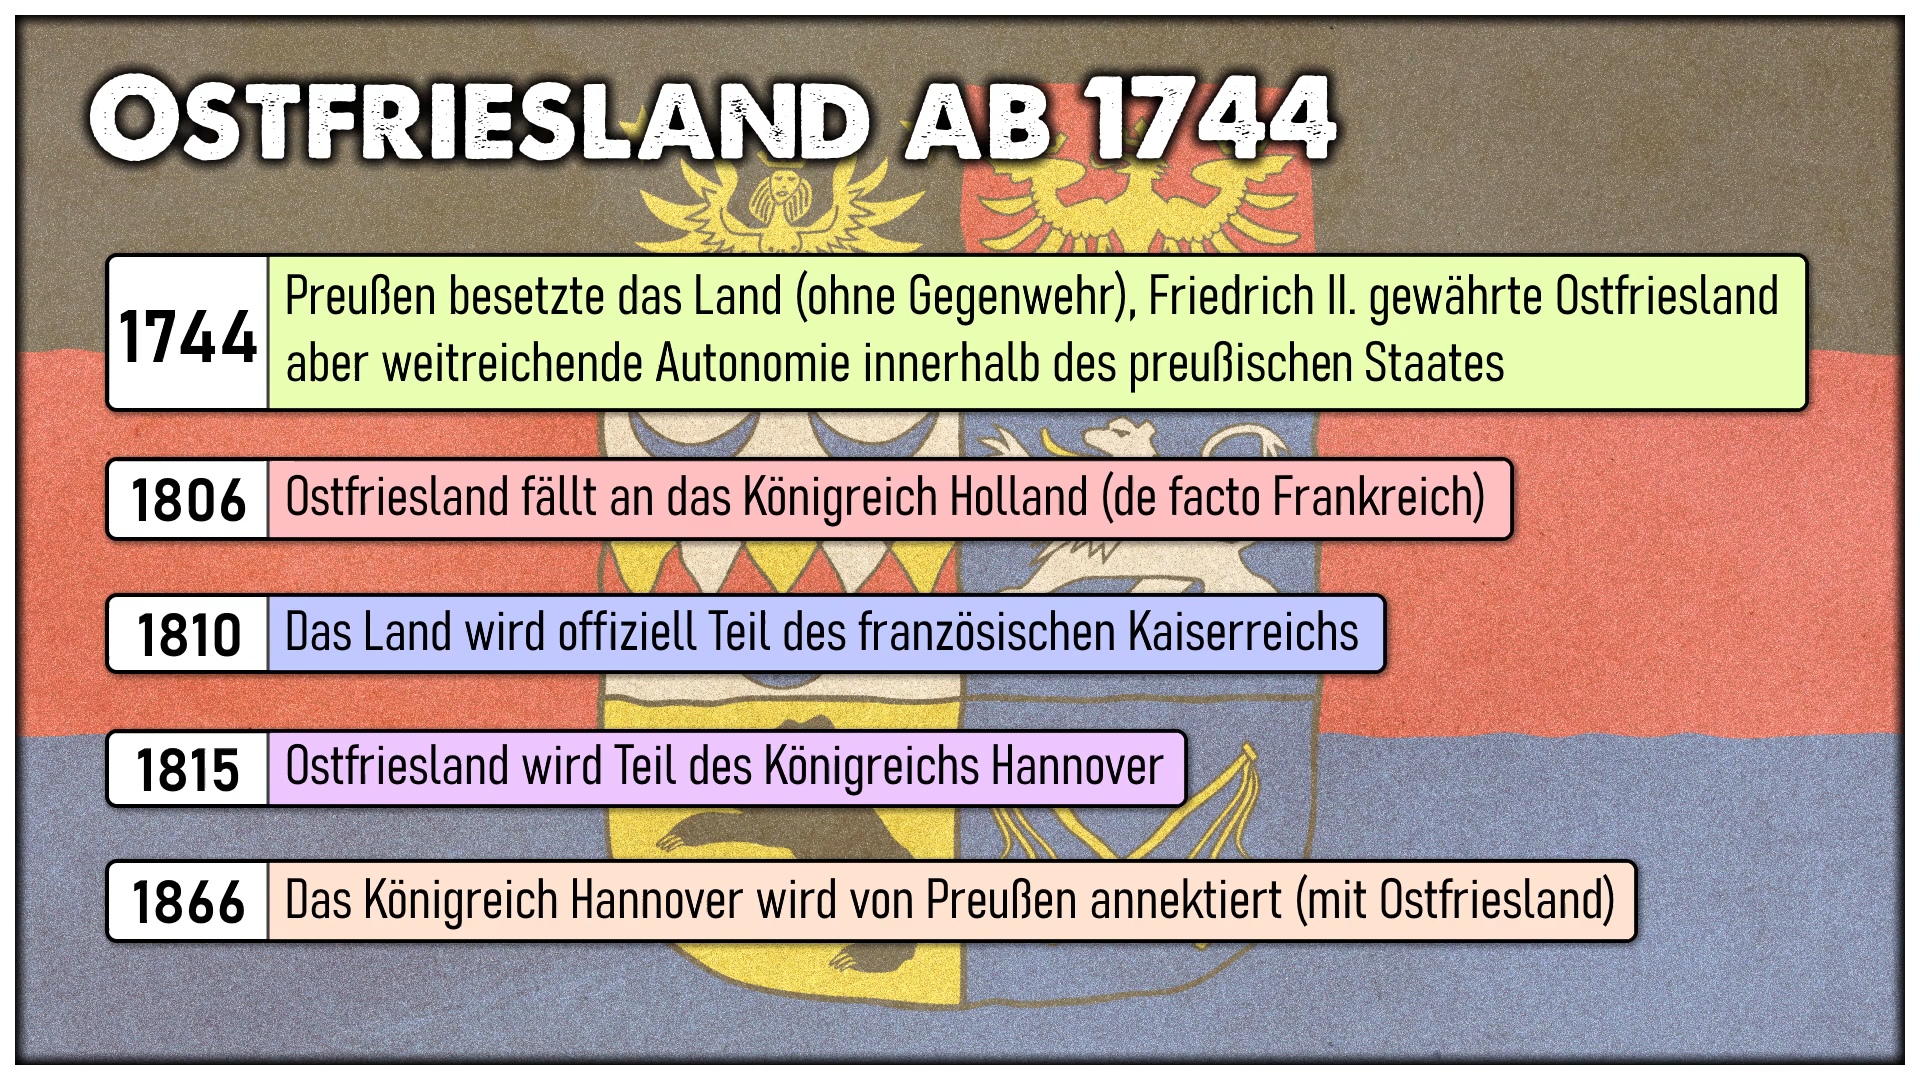 Ostfriesland ab 1744
1744
Preußen besetzte das Land (ohne Gegenwehr), Friedrich II. gewährte Ostfriesland
aber weitreichende Autonomie innerhalb des preußischen Staates
1806
Ostfriesland fällt an das Königreich Holland (de facto Frankreich)
1810
Das Land wird offiziell Teil des französischen Kaiserreichs
1815
Ostfriesland wird Teil des Königreichs Hannover
1866
Das Königreich Hannover wird von Preußen annektiert (mit Ostfriesland)